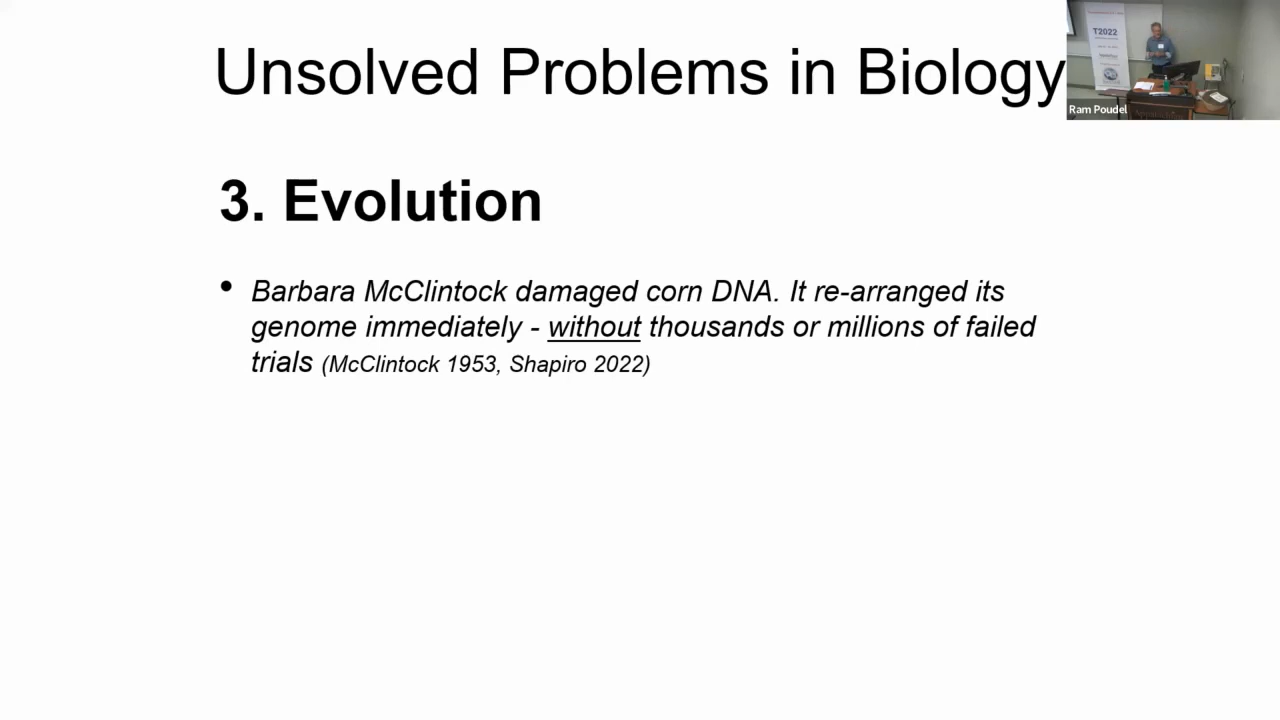 Unsolved Problems in Biology
T2022
Ram Poudel
3. Evolution
• Barbara McClintock damaged corn DNA. It re-arranged its
genome immediately - without thousands or millions of failed
trials (McClintock 1953, Shapiro 2022)